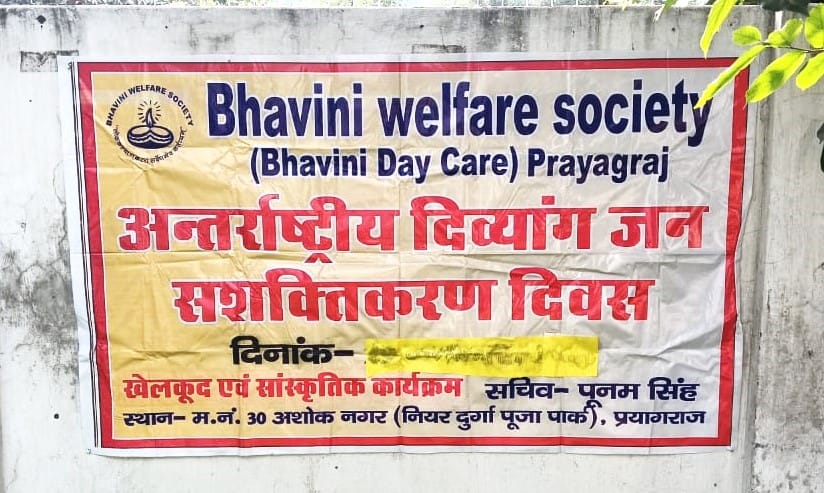 BHAVINI WELFARE SOCIETY
Bhavini welfare society
(Bhavini Day Care) Prayagraj
अन्तर्राष्ट्रीय दिव्यांग जन
सशक्तिकरण दिवस
दिनांक-
खेलकूद एवं सांस्कृतिक कार्यक्रम सचिव- पूनम सिंह
स्थान- म.नं. 30 अशोक नगर (नियर दुर्गा पूजा पार्क), प्रयागराज